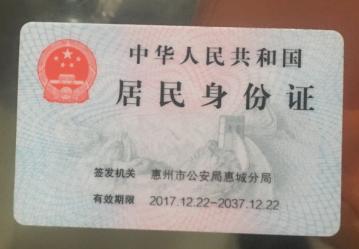 中华人民共和国
居民身份证
签发机关 惠州市公安局惠城分局
有效期限 2017.12.22-2037.12.22